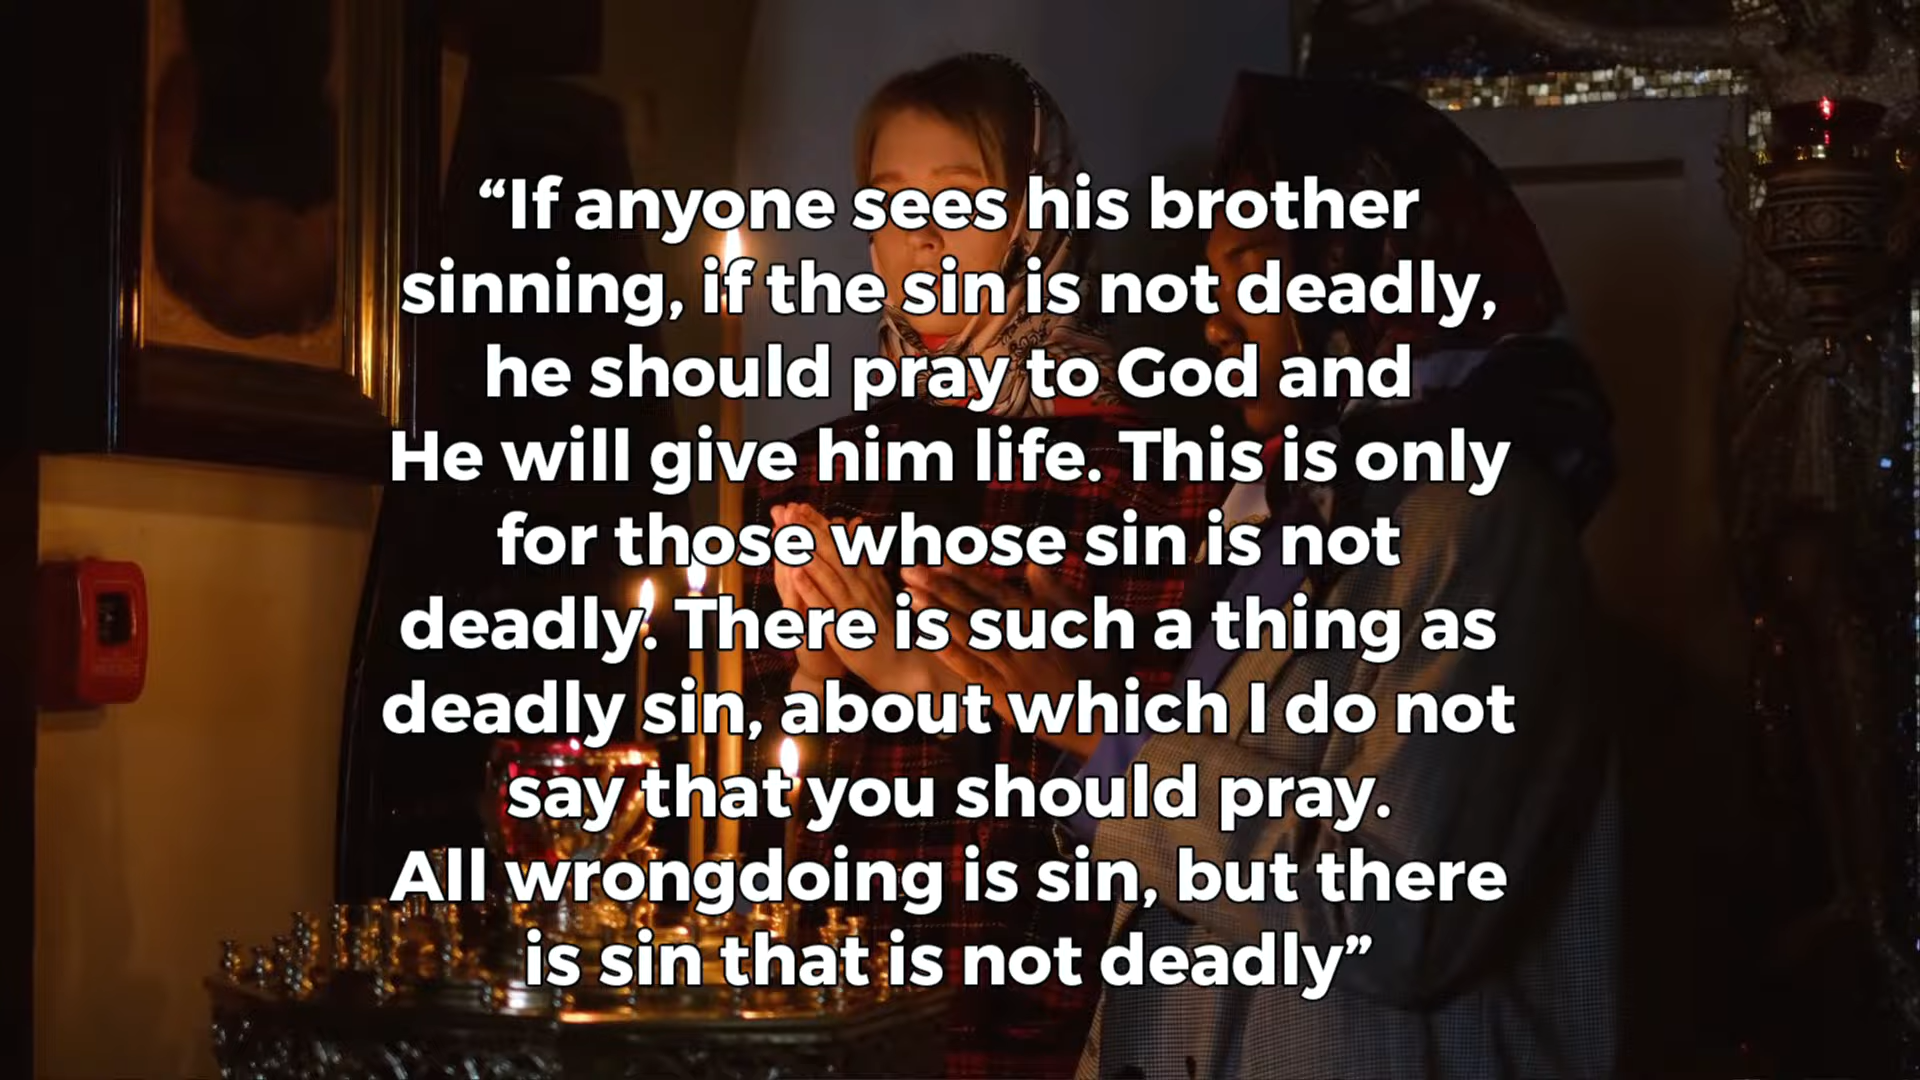 “If anyone sees his brother
sinning, if the sin is not deadly,
he should pray to God and
He will give him life. This is only
for those whose sin is not
deadly. There is such a thing as
deadly sin, about which I do not
say that you should pray.
All wrongdoing is sin, but there
is sin that is not deadly”